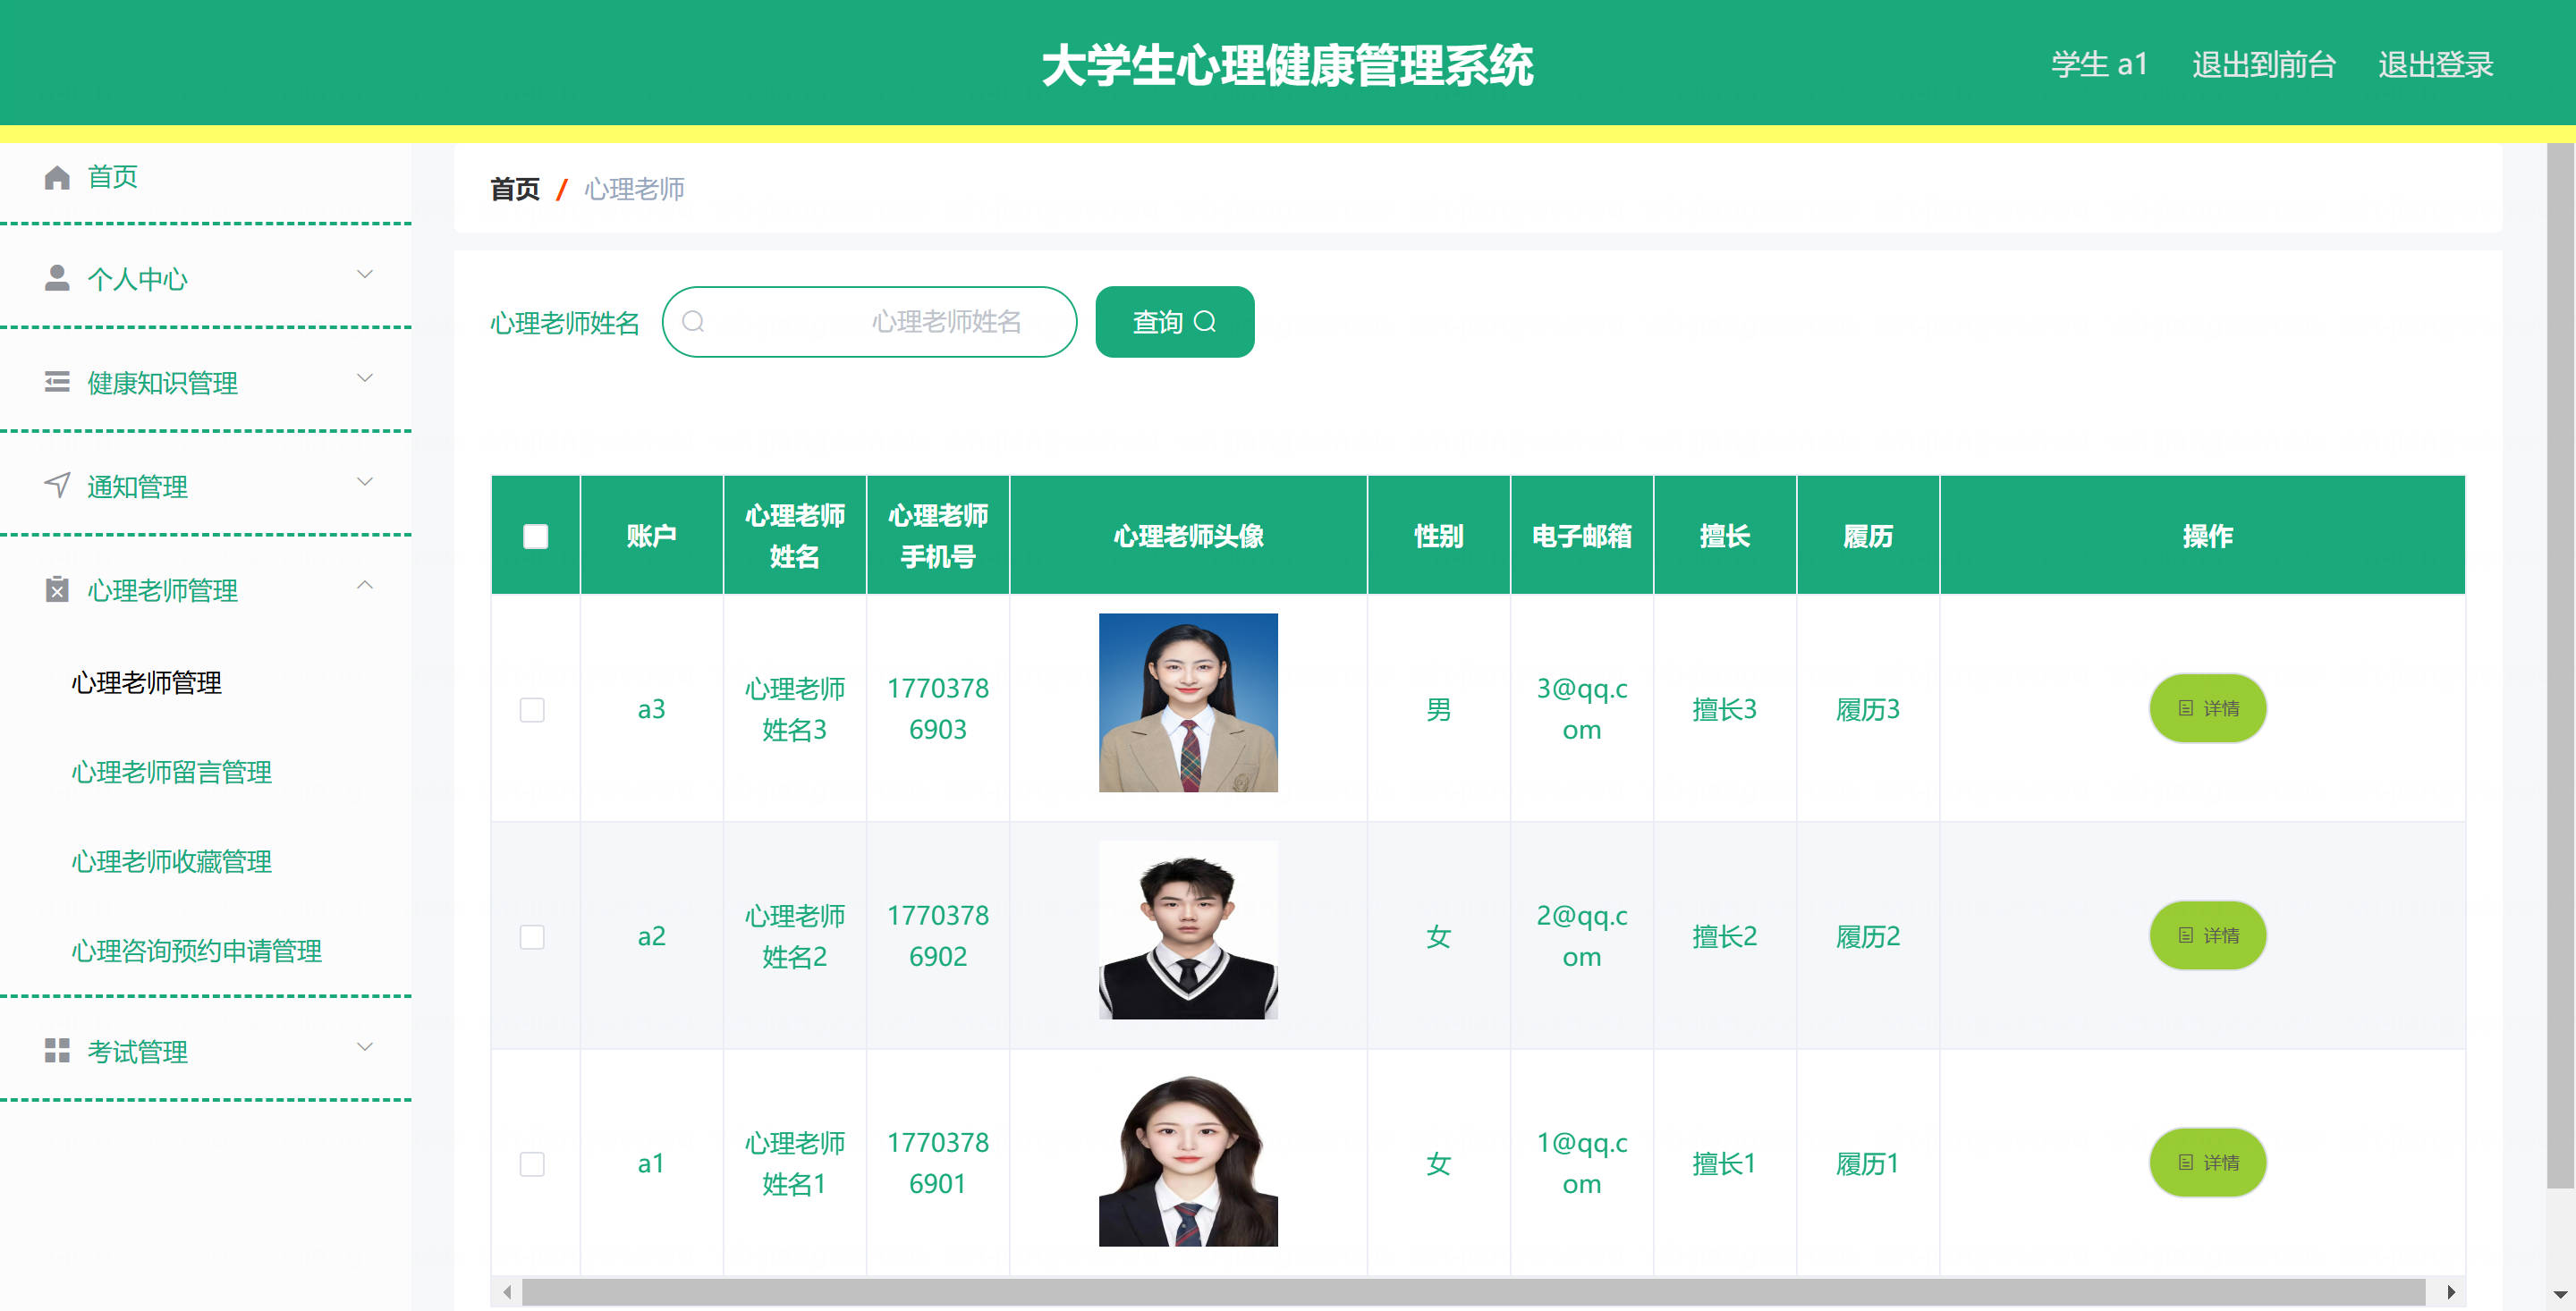 大学生心理健康管理系统
学生 a1 退出到前台 退出登录
首页
个人中心
健康知识管理
通知管理
心理老师管理
心理老师管理
心理老师留言管理
心理老师收藏管理
心理咨询预约申请管理
考试管理
首页 / 心理老师
心理老师姓名 心理老师姓名 查询
账户 心理老师姓名 心理老师手机号 心理老师头像 性别 电子邮箱 擅长 履历 操作
a3 心理老师姓名3 17703786903 男 3@qq.com 擅长3 履历3 详情
a2 心理老师姓名2 17703786902 女 2@qq.com 擅长2 履历2 详情
a1 心理老师姓名1 17703786901 女 1@qq.com 擅长1 履历1 详情